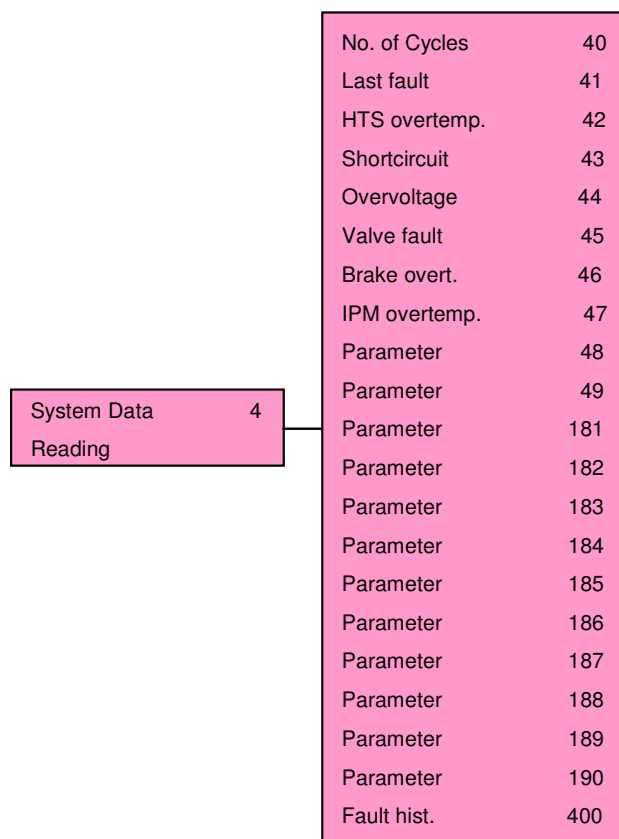 System Data 4
Reading
No. of Cycles 40
Last fault 41
HTS overtemp. 42
Shortcircuit 43
Overvoltage 44
Valve fault 45
Brake overt. 46
IPM overtemp. 47
Parameter 48
Parameter 49
Parameter 181
Parameter 182
Parameter 183
Parameter 184
Parameter 185
Parameter 186
Parameter 187
Parameter 188
Parameter 189
Parameter 190
Fault hist. 400